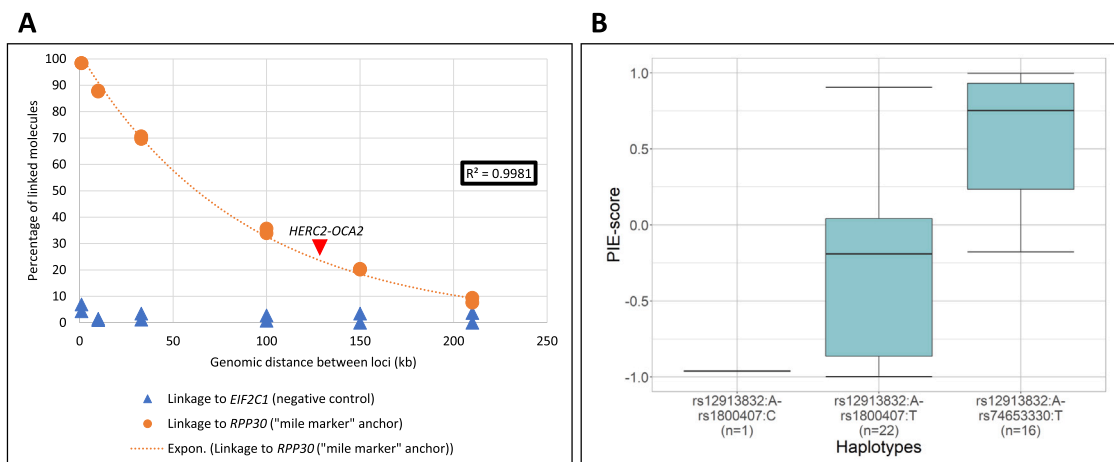 A
Percentage of linked molecules
100
90
80
70
60
50
40
30
20
10
0
R² = 0.9981
HERC2-OCA2
0
50
100
150
200
250
Genomic distance between loci (kb)
Linkage to EIF2C1 (negative control)
Linkage to RPP30 ("mile marker" anchor)
Expon. (Linkage to RPP30 ("mile marker" anchor))
B
PIE-score
1.0
0.5
0.0
-0.5
-1.0
rs12913832:A-
rs1800407:C
(n=1)
rs12913832:A-
rs1800407:T
(n=22)
rs12913832:A-
rs74653330:T
(n=16)
Haplotypes